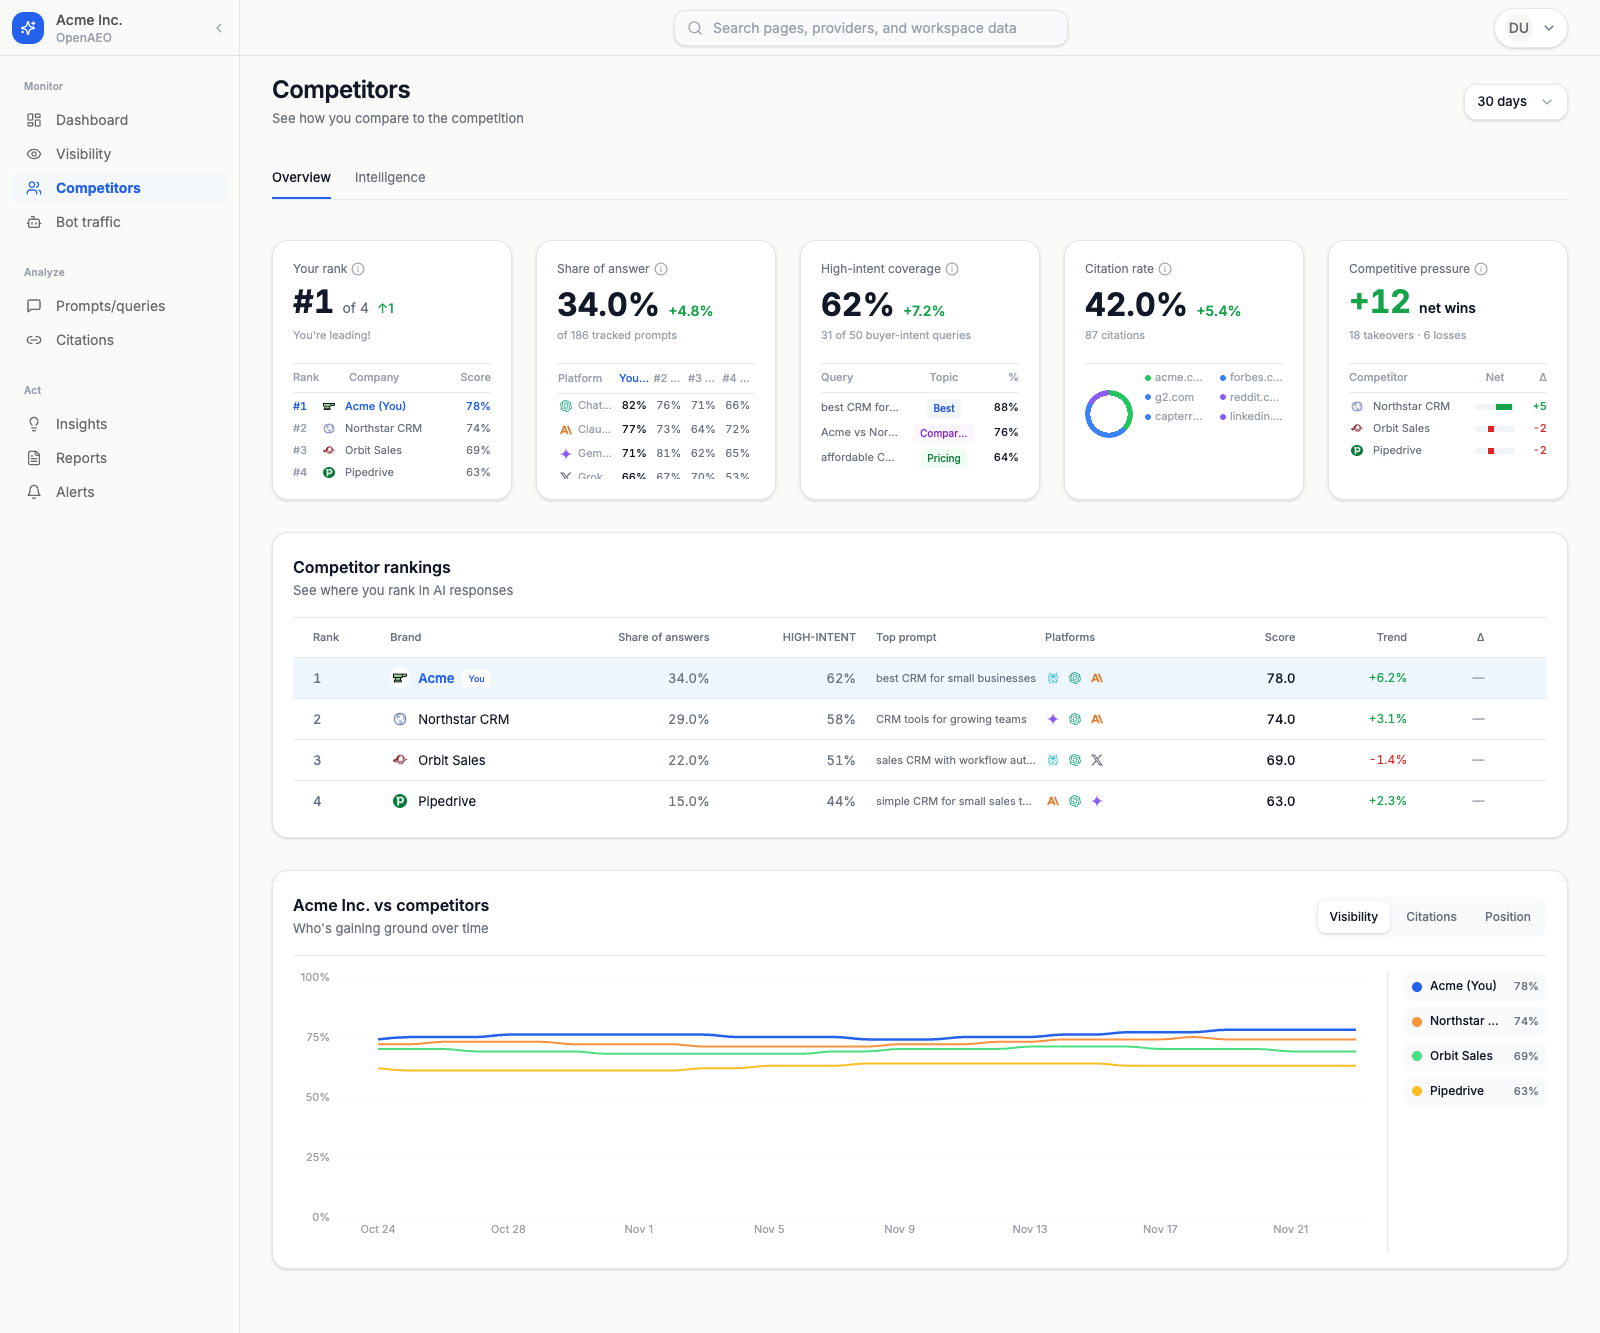 Acme Inc.
OpenAEO
Search pages, providers, and workspace data
DU
Monitor
Dashboard
Visibility
Competitors
Bot traffic
Analyze
Prompts/queries
Citations
Act
Insights
Reports
Alerts
Competitors
See how you compare to the competition
30 days
Overview Intelligence
Your rank
#1 of 4 ↑1
You're leading!
Rank Company Score
#1 Acme (You) 78%
#2 Northstar CRM 74%
#3 Orbit Sales 69%
#4 Pipedrive 63%
Share of answer
34.0% +4.8%
of 186 tracked prompts
Platform You... #2 ... #3 ... #4 ...
Chat... 82% 76% 71% 66%
Clau... 77% 73% 64% 72%
Gem... 71% 81% 62% 65%
Grok 66% 67% 70% 53%
High-intent coverage
62% +7.2%
31 of 50 buyer-intent queries
Query Topic %
best CRM for... Best 88%
Acme vs Nor... Compar... 76%
affordable C... Pricing 64%
Citation rate
42.0% +5.4%
87 citations
acme.c... forbes.c...
g2.com reddit.c...
capterr... linkedin....
Competitive pressure
+12 net wins
18 takeovers · 6 losses
Competitor Net Δ
Northstar CRM +5
Orbit Sales -2
Pipedrive -2
Competitor rankings
See where you rank in AI responses
Rank Brand Share of answers HIGH-INTENT Top prompt Platforms Score Trend Δ
1 Acme You 34.0% 62% best CRM for small businesses 78.0 +6.2% —
2 Northstar CRM 29.0% 58% CRM tools for growing teams 74.0 +3.1% —
3 Orbit Sales 22.0% 51% sales CRM with workflow aut... 69.0 -1.4% —
4 Pipedrive 15.0% 44% simple CRM for small sales t... 63.0 +2.3% —
Acme Inc. vs competitors
Who's gaining ground over time
Visibility Citations Position
100%
75%
50%
25%
0%
Oct 24 Oct 28 Nov 1 Nov 5 Nov 9 Nov 13 Nov 17 Nov 21
Acme (You) 78%
Northstar ... 74%
Orbit Sales 69%
Pipedrive 63%